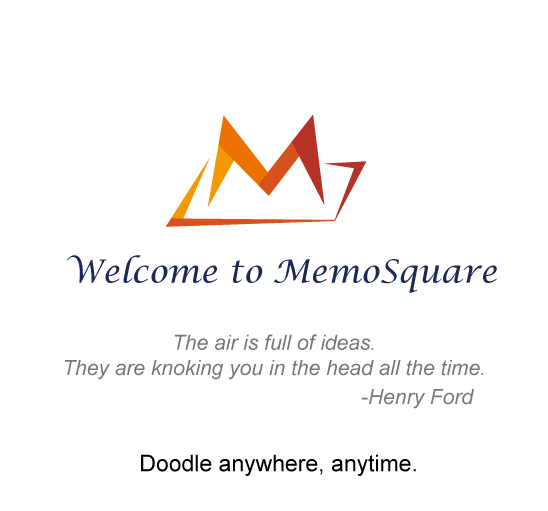 Welcome to MemoSquare
The air is full of ideas.
They are knoking you in the head all the time.
-Henry Ford
Doodle anywhere, anytime.